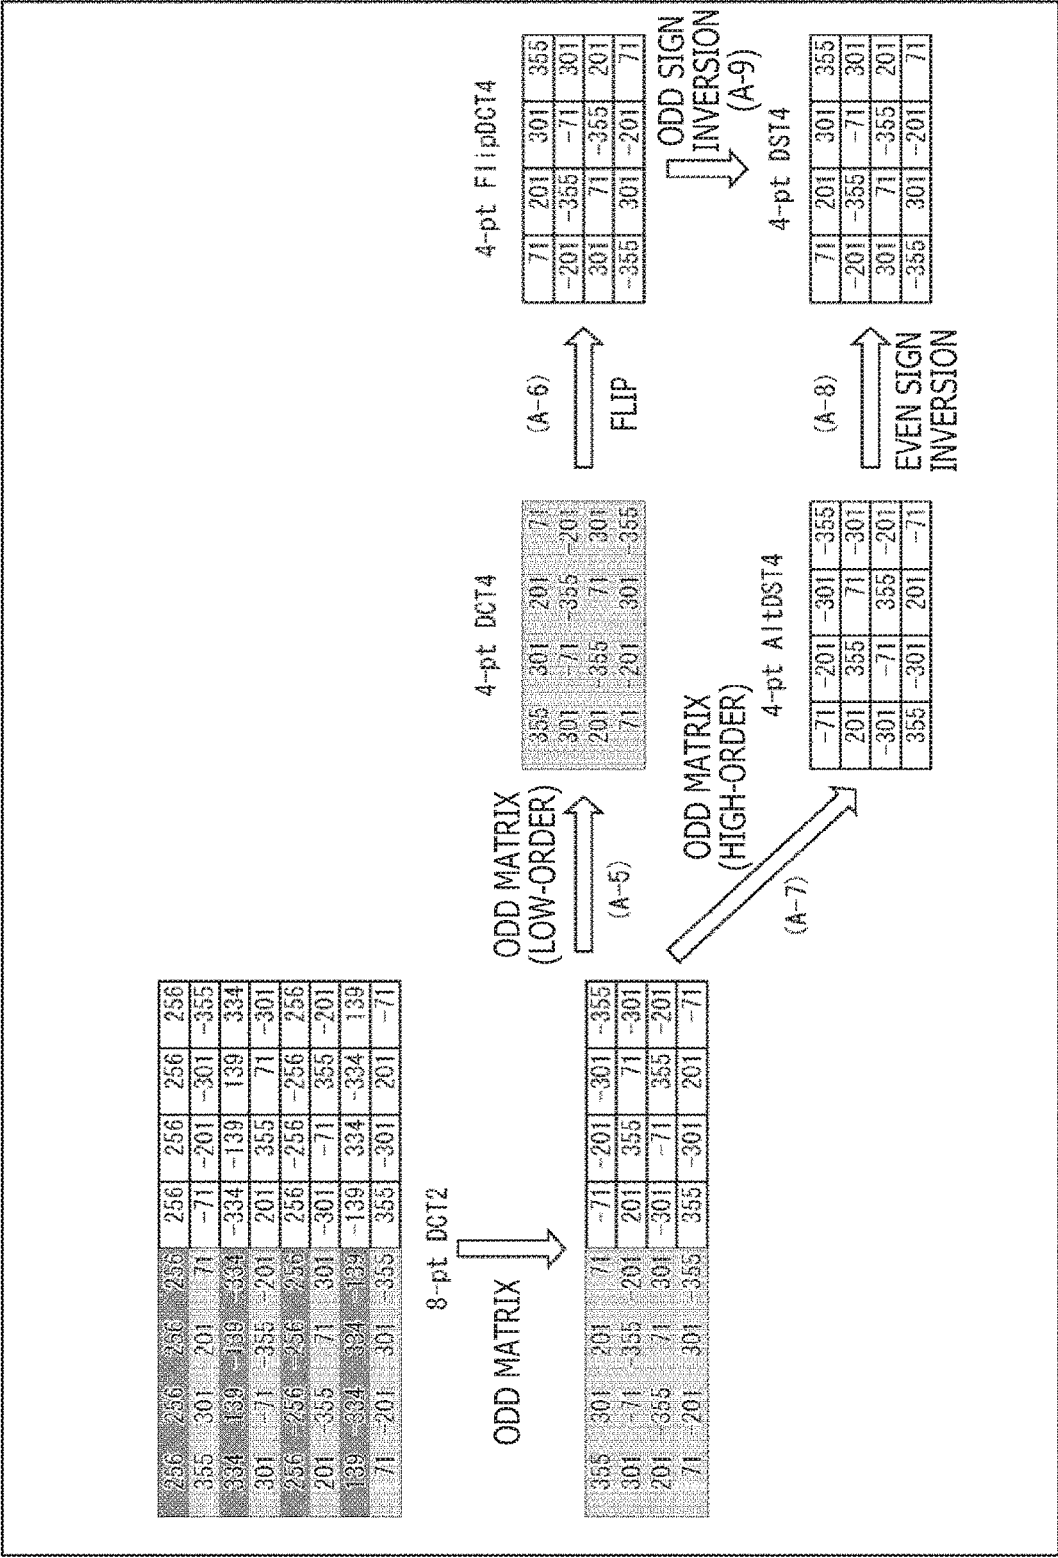 256 256 256 256 256 256 256 256
355 301 201 71 -71 -201 -301 -355
334 139 -139 -334 -334 -139 139 334
301 -71 -355 -201 201 355 71 -301
256 -256 -256 256 256 -256 -256 256
201 -355 71 301 -301 -71 355 -201
139 -334 334 -139 -139 334 -334 139
71 -201 301 -355 355 -301 201 -71
8-pt DCT2
ODD MATRIX
355 301 201 71 -71 -201 -301 -355
301 -71 -355 -201 201 355 71 -301
201 -355 71 301 -301 -71 355 -201
71 -201 301 -355 355 -301 201 -71
ODD MATRIX
(LOW-ORDER)
(A-5)
ODD MATRIX
(HIGH-ORDER)
(A-7)
4-pt DCT4
355 301 201 71
301 -71 -355 -201
201 -355 71 301
71 -201 301 -355
(A-6)
FLIP
4-pt FlipDCT4
71 201 301 355
-201 -355 -71 301
301 71 -355 201
-355 301 -201 71
ODD SIGN
INVERSION
(A-9)
4-pt AltDST4
-71 -201 -301 -355
201 355 71 -301
-301 -71 355 -201
355 -301 201 -71
(A-8)
EVEN SIGN
INVERSION
4-pt DST4
71 201 301 355
-201 -355 -71 301
301 71 -355 201
-355 301 -201 71